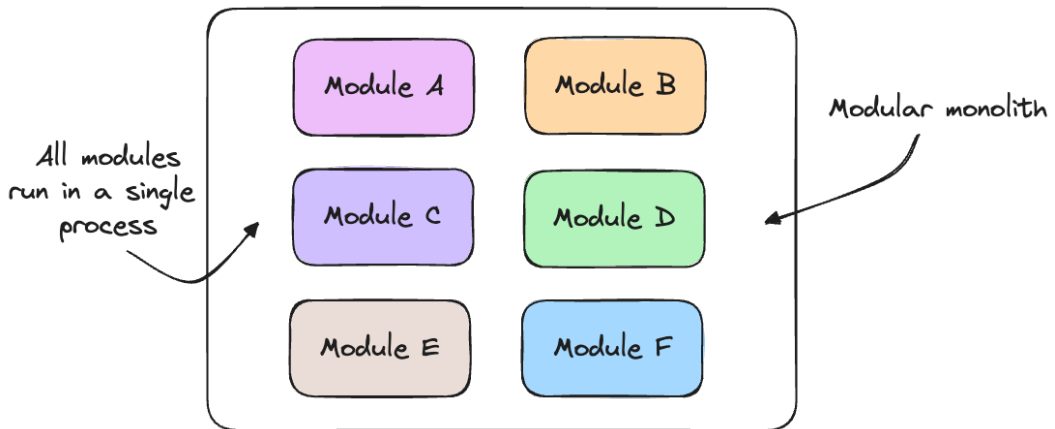 Module A
Module B
Modular monolith
All modules
run in a single
process
Module C
Module D
Module E
Module F